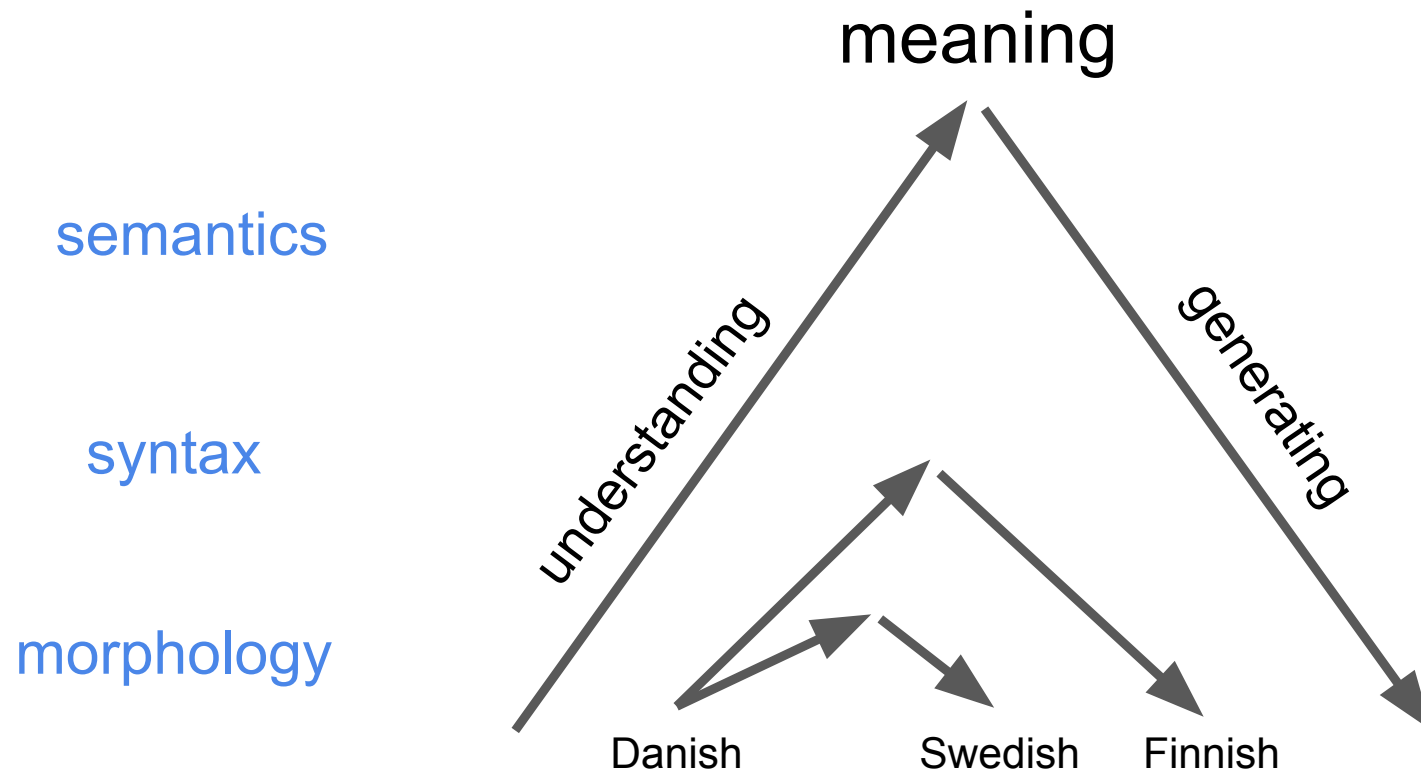 meaning
semantics
understanding
generating
syntax
morphology
Danish Swedish Finnish